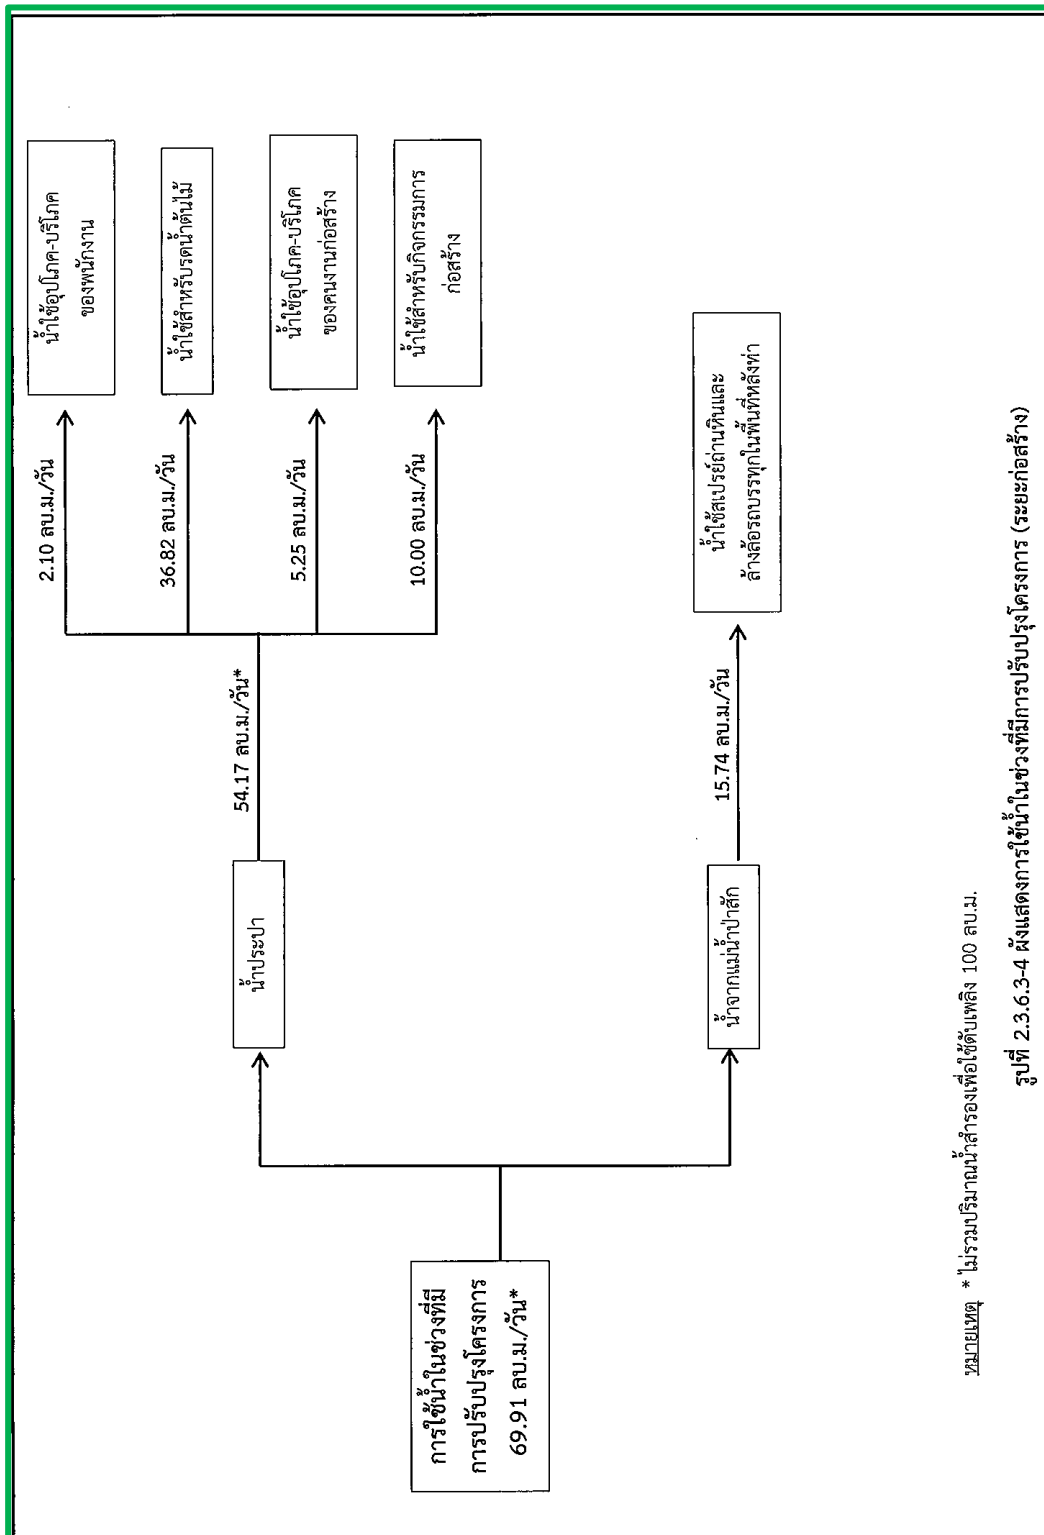 การใช้น้ำในช่วงที่มี
การปรับปรุงโครงการ
69.91 ลบ.ม./วัน*
น้ำประปา
54.17 ลบ.ม./วัน*
2.10 ลบ.ม./วัน
น้ำใช้อุปโภค-บริโภค
ของพนักงาน
36.82 ลบ.ม./วัน
น้ำใช้สำหรับรดน้ำต้นไม้
5.25 ลบ.ม./วัน
น้ำใช้อุปโภค-บริโภค
ของคนงานก่อสร้าง
10.00 ลบ.ม./วัน
น้ำใช้สำหรับกิจกรรมการ
ก่อสร้าง
น้ำจากแม่น้ำป่าสัก
15.74 ลบ.ม./วัน
น้ำใช้สเปรย์ถ่านหินและ
ล้างล้อรถบรรทุกในพื้นที่หลังท่า
หมายเหตุ * ไม่รวมปริมาณน้ำสำรองเพื่อใช้ดับเพลิง 100 ลบ.ม.
รูปที่ 2.3.6.3-4 ผังแสดงการใช้น้ำในช่วงที่มีการปรับปรุงโครงการ (ระยะก่อสร้าง)